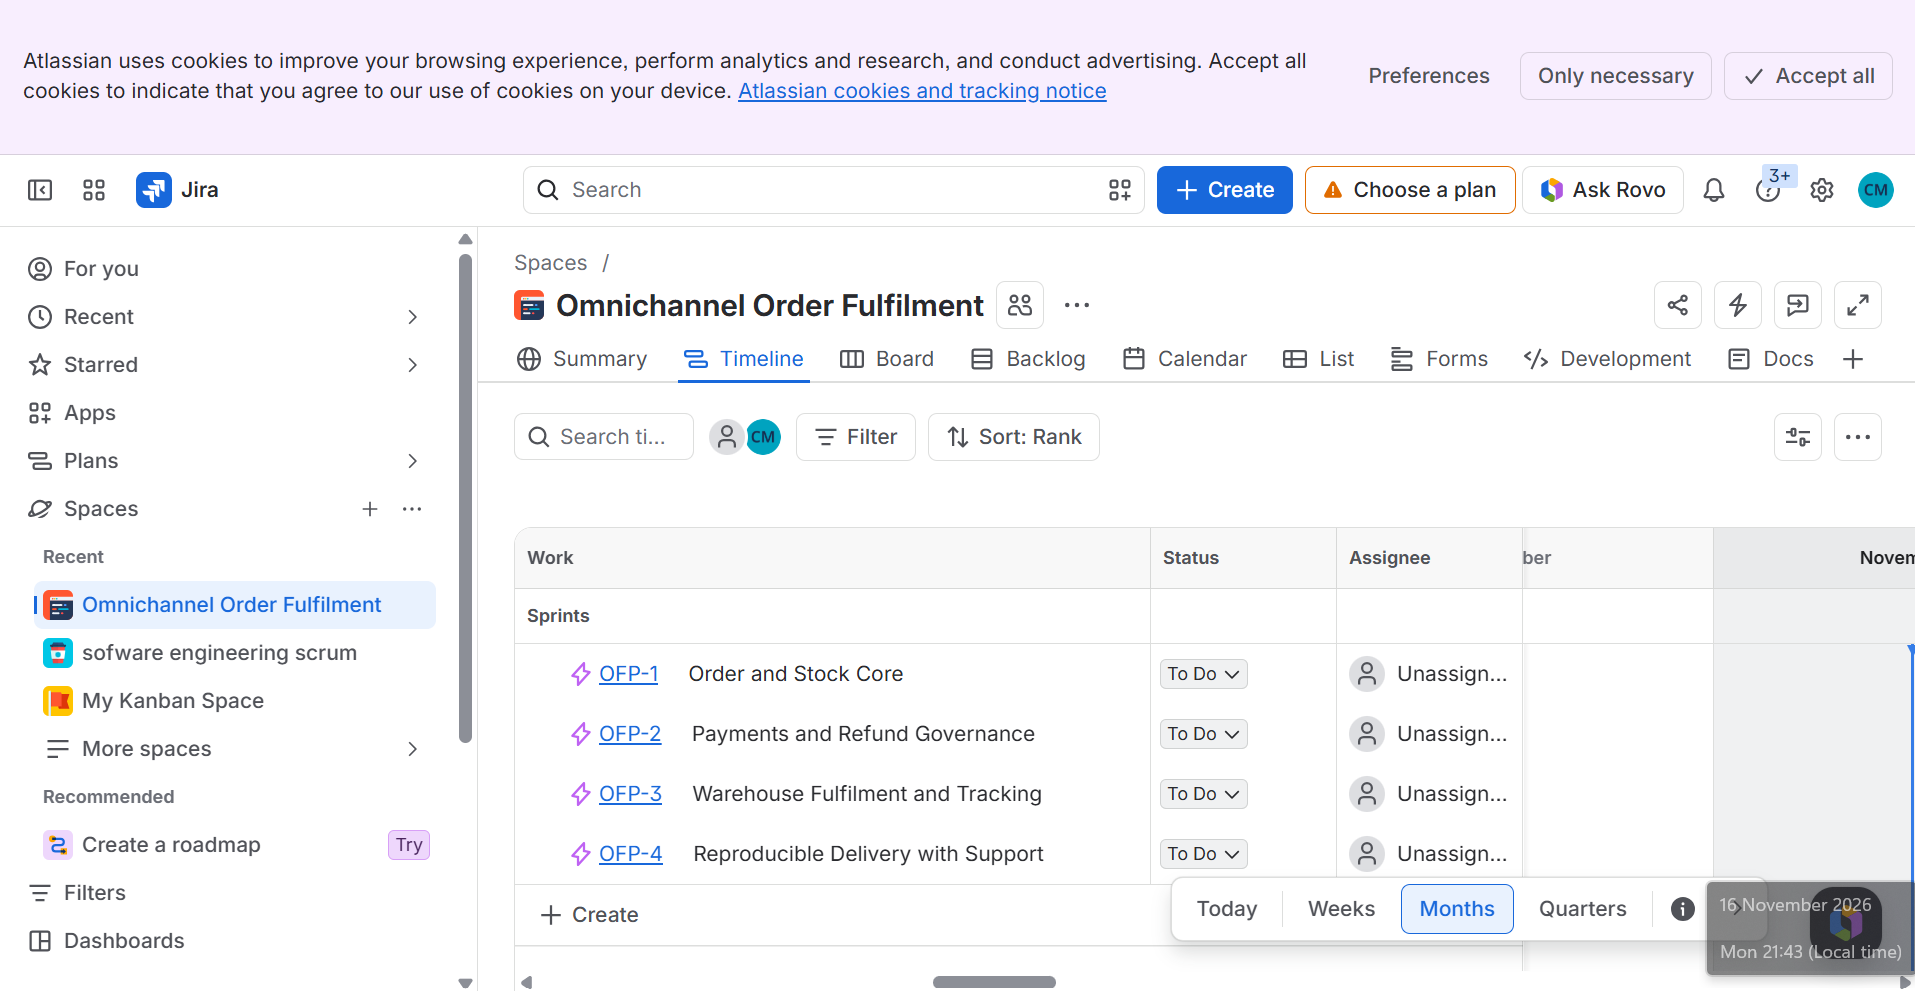 Atlassian uses cookies to improve your browsing experience, perform analytics and research, and conduct advertising. Accept all
cookies to indicate that you agree to our use of cookies on your device. Atlassian cookies and tracking notice
Preferences
Only necessary
Accept all
Jira
Search
Create
Choose a plan
Ask Rovo
3+
CM
For you
Recent
Starred
Apps
Plans
Spaces
Recent
Omnichannel Order Fulfilment
sofware engineering scrum
My Kanban Space
More spaces
Recommended
Create a roadmap
Try
Filters
Dashboards
Spaces /
Omnichannel Order Fulfilment
Summary
Timeline
Board
Backlog
Calendar
List
Forms
Development
Docs
Search ti...
CM
Filter
Sort: Rank
Work
Status
Assignee
ber
Novem
Sprints
OFP-1 Order and Stock Core To Do Unassign...
OFP-2 Payments and Refund Governance To Do Unassign...
OFP-3 Warehouse Fulfilment and Tracking To Do Unassign...
OFP-4 Reproducible Delivery with Support To Do Unassign...
Create
Today
Weeks
Months
Quarters
16 November 2026
Mon 21:43 (Local time)